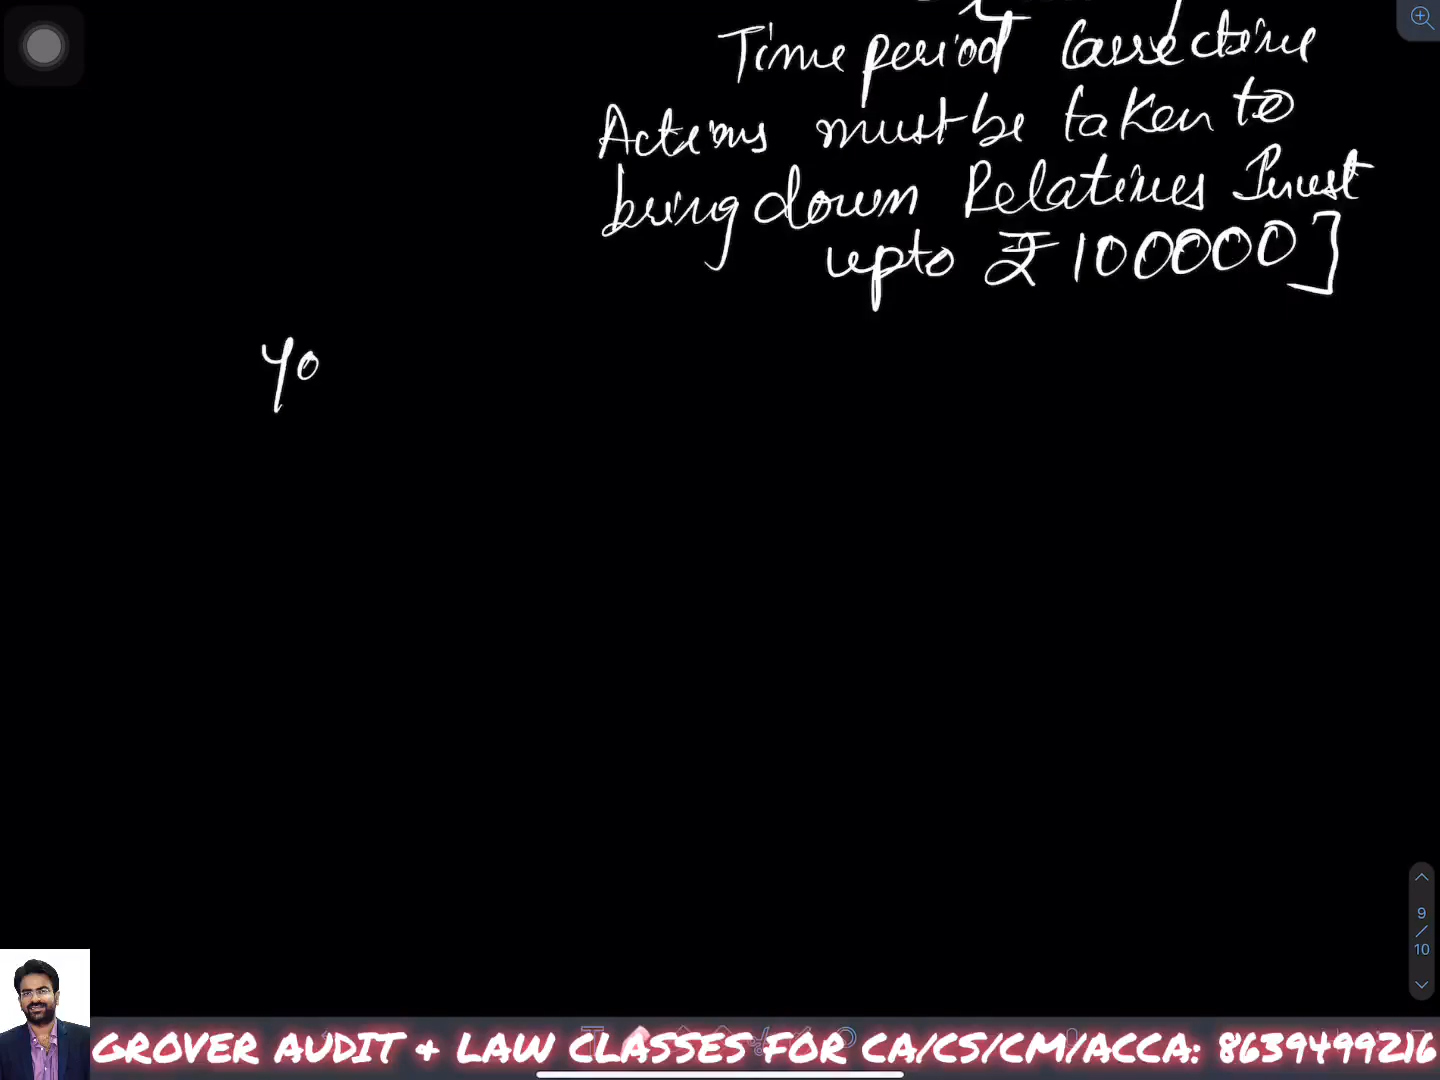 Time period Corrective
Actions must be taken to
bring down Relatives Invest
upto ₹100000]
Yo
9
/
10
GROVER AUDIT + LAW CLASSES FOR CA/CS/CM/ACCA: 8639499216